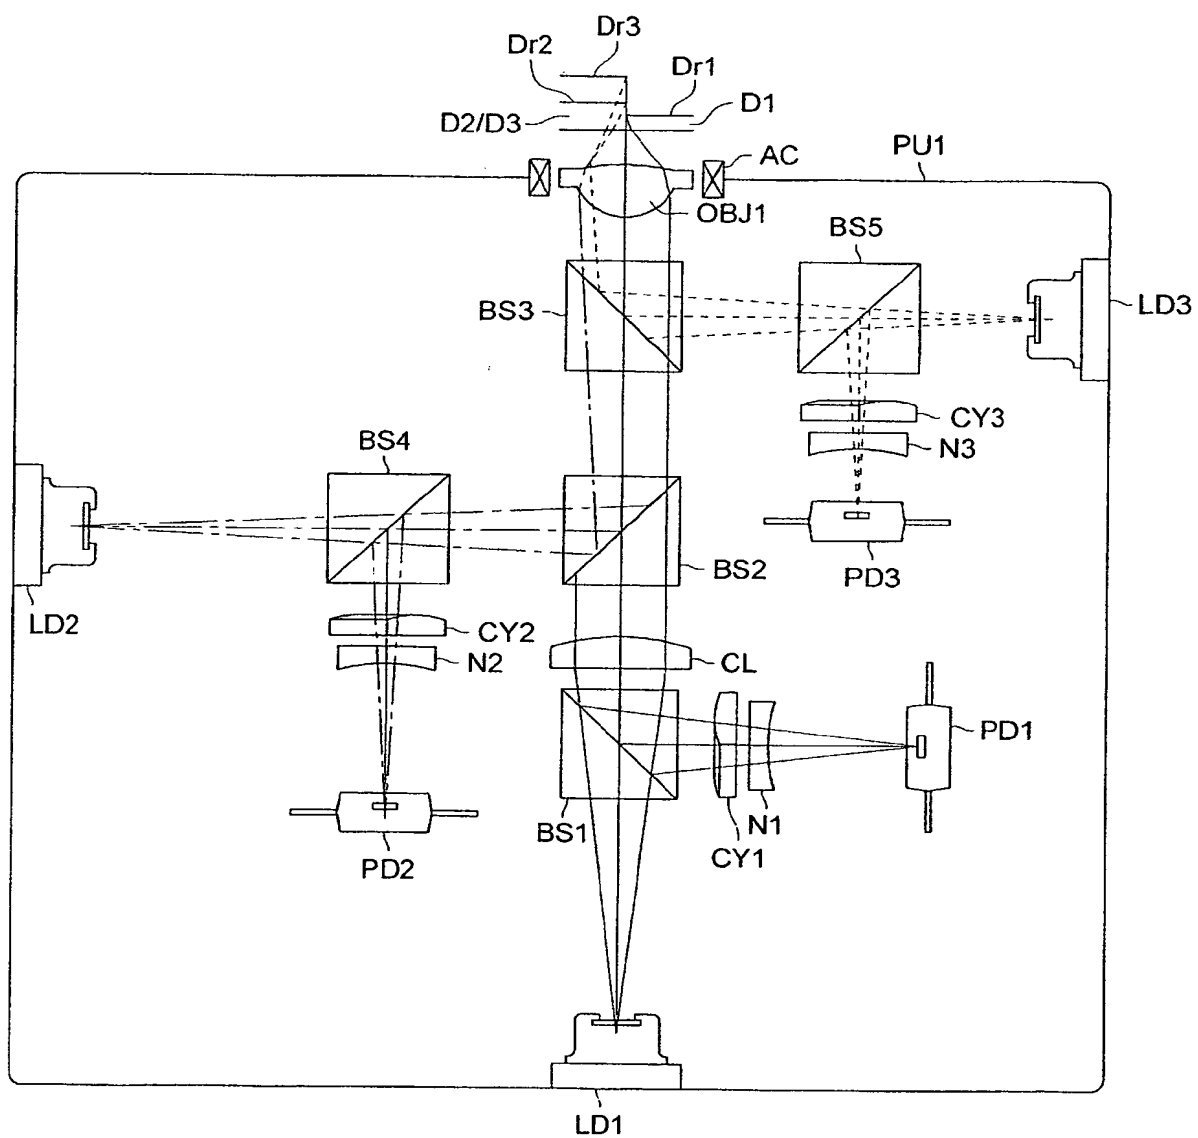 Dr3
Dr2
Dr1
D2/D3
D1
AC
PU1
OBJ1
BS5
BS3
LD3
CY3
N3
BS4
BS2
PD3
LD2
CY2
N2
CL
PD1
BS1
N1
CY1
PD2
LD1